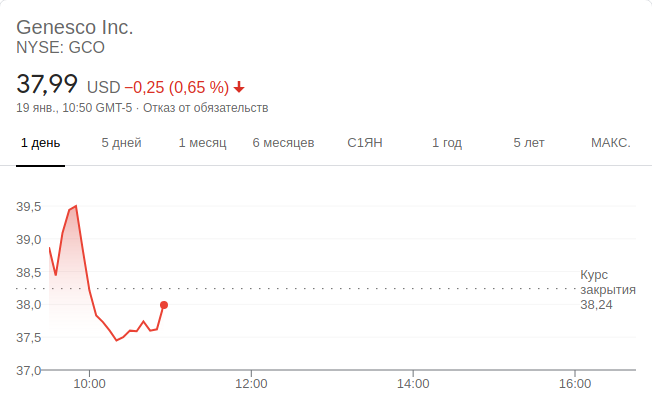 Genesco Inc.
NYSE: GCO
37,99 USD −0,25 (0,65 %)
19 янв., 10:50 GMT-5 · Отказ от обязательств
1 день 5 дней 1 месяц 6 месяцев С1ЯН 1 год 5 лет МАКС.
39,5
39,0
38,5
38,0
37,5
37,0
Курс
закрытия
38,24
10:00 12:00 14:00 16:00